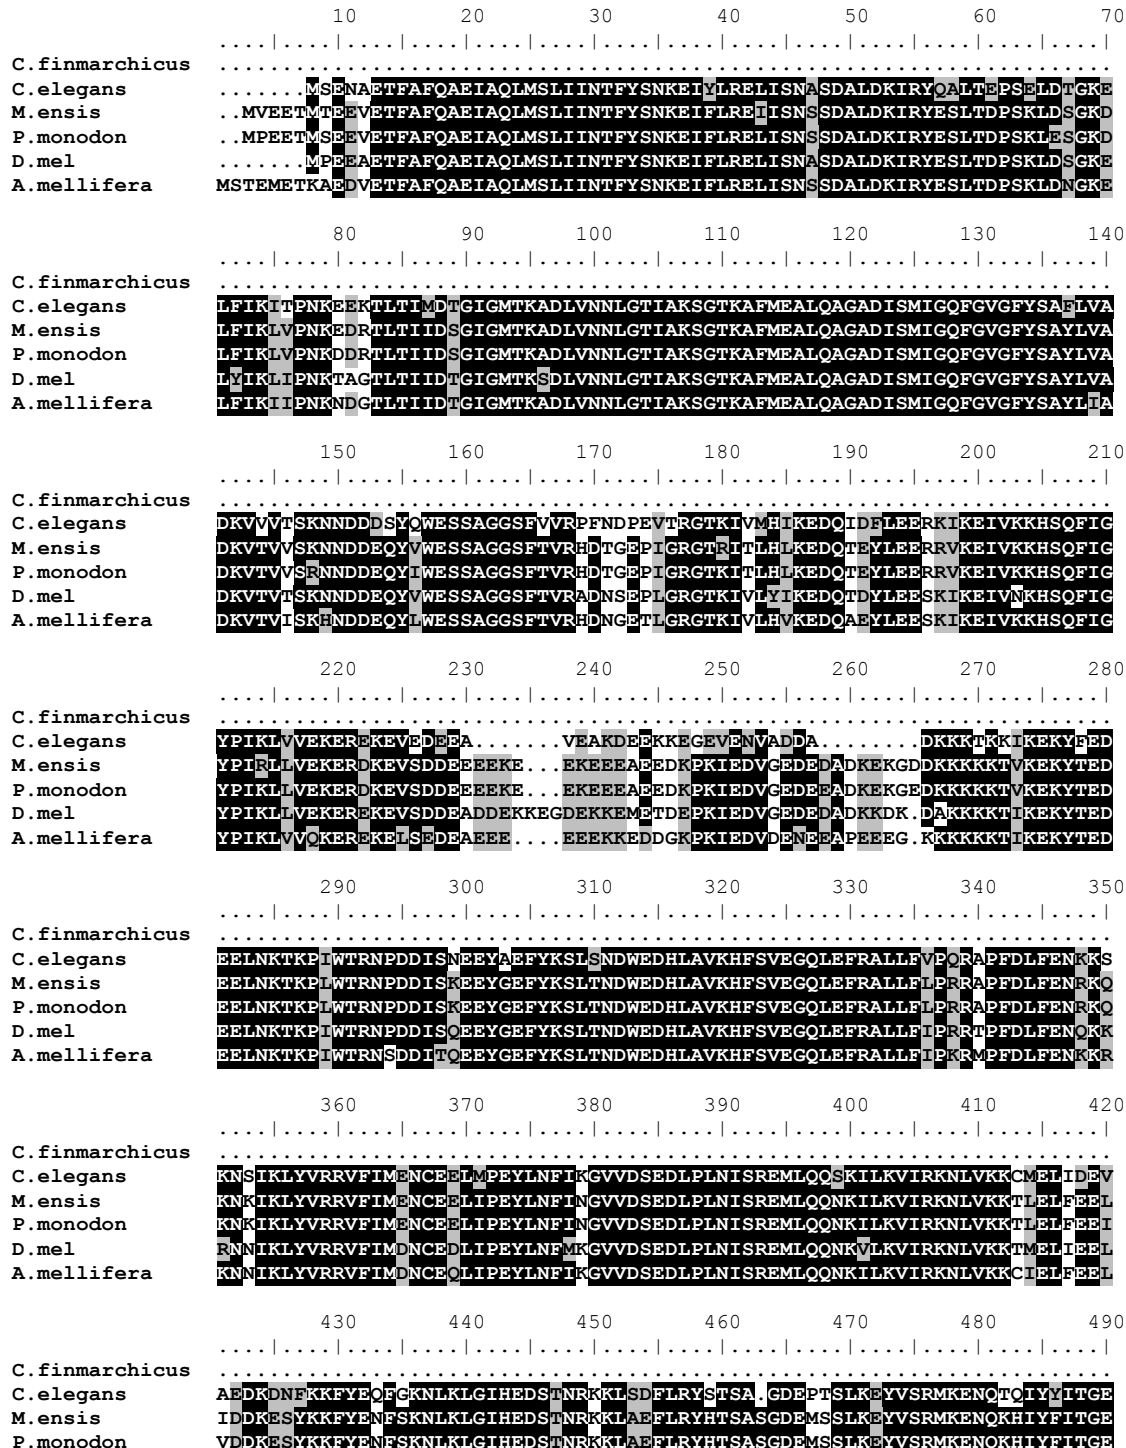 10 20 30 40 50 60 70
....|....|....|....|....|....|....|....|....|....|....|....|....|....|
C.finmarchicus ......................................................................
C.elegans .......MSENAETFAFQAEIAQLMSLIINTFYSNKEIYLRELISNASDALDKIRYQALTEPSELDTGKE
M.ensis ..MVEETMTEEVETFAFQAEIAQLMSLIINTFYSNKEIFLREIISNSSDALDKIRYESLTDPSKLDSGKD
P.monodon ..MPEETMSEEVETFAFQAEIAQLMSLIINTFYSNKEIFLRELISNSSDALDKIRYESLTDPSKLESGKD
D.mel .......MPEEAETFAFQAEIAQLMSLIINTFYSNKEIFLRELISNASDALDKIRYESLTDPSKLDSGKE
A.mellifera MSTEMETKAEDVETFAFQAEIAQLMSLIINTFYSNKEIFLRELISNSSDALDKIRYESLTDPSKLDNGKE
80 90 100 110 120 130 140
....|....|....|....|....|....|....|....|....|....|....|....|....|....|
C.finmarchicus ......................................................................
C.elegans LFIKITPNKEEKTLTIMDTGIGMTKADLVNNLGTIAKSGTKAFMEALQAGADISMIGQFGVGFYSAFLVA
M.ensis LFIKLVPNKEDRTLTIIDSGIGMTKADLVNNLGTIAKSGTKAFMEALQAGADISMIGQFGVGFYSAYLVA
P.monodon LFIKLVPNKDDRTLTIIDSGIGMTKADLVNNLGTIAKSGTKAFMEALQAGADISMIGQFGVGFYSAYLVA
D.mel LYIKLIPNKTAGTLTIIDTGIGMTKSDLVNNLGTIAKSGTKAFMEALQAGADISMIGQFGVGFYSAYLVA
A.mellifera LFIKIIPNKNDGTLTIIDTGIGMTKADLVNNLGTIAKSGTKAFMEALQAGADISMIGQFGVGFYSAYLIA
150 160 170 180 190 200 210
....|....|....|....|....|....|....|....|....|....|....|....|....|....|
C.finmarchicus ......................................................................
C.elegans DKVVVTSKNNDDDSYQWESSAGGSFVVRPFNDPEVTRGTKIVMHIKEDQIDFLEERKIKEIVKKHSQFIG
M.ensis DKVTVVSKNNDDEQYVWESSAGGSFTVRHDTGEPIGRGTRITLHLKEDQTEYLEERRVKEIVKKHSQFIG
P.monodon DKVTVVSRNNDDEQYIWESSAGGSFTVRHDTGEPIGRGTKITLHLKEDQTEYLEERRVKEIVKKHSQFIG
D.mel DKVTVTSKNNDDEQYVWESSAGGSFTVRADNSEPLGRGTKIVLYIKEDQTDYLEESKIKEIVNKHSQFIG
A.mellifera DKVTVISKHNDDEQYLWESSAGGSFTVRHDNGETLGRGTKIVLHVKEDQAEYLEESKIKEIVKKHSQFIG
220 230 240 250 260 270 280
....|....|....|....|....|....|....|....|....|....|....|....|....|....|
C.finmarchicus ......................................................................
C.elegans YPIKLVVEKEREKEVEDEEA.......VEAKDEEKKEGEVENVADDA........DKKKTKKIKEKYFED
M.ensis YPIRLLVEKERDKEVSDDEEEEKE...EKEEEAEEDKPKIEDVGEDEDADKEKGDDKKKKKTVKEKYTED
P.monodon YPIKLLVEKERDKEVSDDEEEEKE...EKEEEAEEDKPKIEDVGEDEEADKEKGEDKKKKKTVKEKYTED
D.mel YPIKLLVEKEREKEVSDDEADDEKKEGDEKKEMETDEPKIEDVGEDEDADKKDK.DAKKKKTIKEKYTED
A.mellifera YPIKLVVQKEREKELSEDEAEEE....EEEKKEDDGKPKIEDVDENEEAPEEEG.KKKKKKTIKEKYTED
290 300 310 320 330 340 350
....|....|....|....|....|....|....|....|....|....|....|....|....|....|
C.finmarchicus ......................................................................
C.elegans EELNKTKPIWTRNPDDISNEEYAEFYKSLSNDWEDHLAVKHFSVEGQLEFRALLFVPQRAPFDLFENKKS
M.ensis EELNKTKPLWTRNPDDISKEEYGEFYKSLTNDWEDHLAVKHFSVEGQLEFRALLFLPRRAPFDLFENRKQ
P.monodon EELNKTKPLWTRNPDDISKEEYGEFYKSLTNDWEDHLAVKHFSVEGQLEFRALLFLPRRAPFDLFENRKQ
D.mel EELNKTKPIWTRNPDDISQEEYGEFYKSLTNDWEDHLAVKHFSVEGQLEFRALLFIPRRTPFDLFENQKK
A.mellifera EELNKTKPIWTRNSDDITQEEYGEFYKSLTNDWEDHLAVKHFSVEGQLEFRALLFIPKRMPFDLFENKKR
360 370 380 390 400 410 420
....|....|....|....|....|....|....|....|....|....|....|....|....|....|
C.finmarchicus ......................................................................
C.elegans KNSIKLYVRRVFIMENCEELMPEYLNFIKGVVDSEDLPLNISREMLQQSKILKVIRKNLVKKCMELIDEV
M.ensis KNKIKLYVRRVFIMENCEELIPEYLNFINGVVDSEDLPLNISREMLQQNKILKVIRKNLVKKTLELFEEL
P.monodon KNKIKLYVRRVFIMENCEELIPEYLNFINGVVDSEDLPLNISREMLQQNKILKVIRKNLVKKTLELFEEI
D.mel RNNIKLYVRRVFIMDNCEDLIPEYLNFMKGVVDSEDLPLNISREMLQQNKVLKVIRKNLVKKTMELIEEL
A.mellifera KNNIKLYVRRVFIMDNCEQLIPEYLNFIKGVVDSEDLPLNISREMLQQNKILKVIRKNLVKKCIELFEEL
430 440 450 460 470 480 490
....|....|....|....|....|....|....|....|....|....|....|....|....|....|
C.finmarchicus ......................................................................
C.elegans AEDKDNFKKFYEQFGKNLKLGIHEDSTNRKKLSDFLRYSTSA.GDEPTSLKEYVSRMKENQTQIYYITGE
M.ensis IDDKESYKKFYENFSKNLKLGIHEDSTNRKKLAEFLRYHTSASGDEMSSLKEYVSRMKENQKHIYFITGE
P.monodon VDDKESYKKFYENFSKNLKLGIHEDSTNRKKLAEFLRYHTSASGDEMSSLKEYVSRMKENQKHIYFITGE